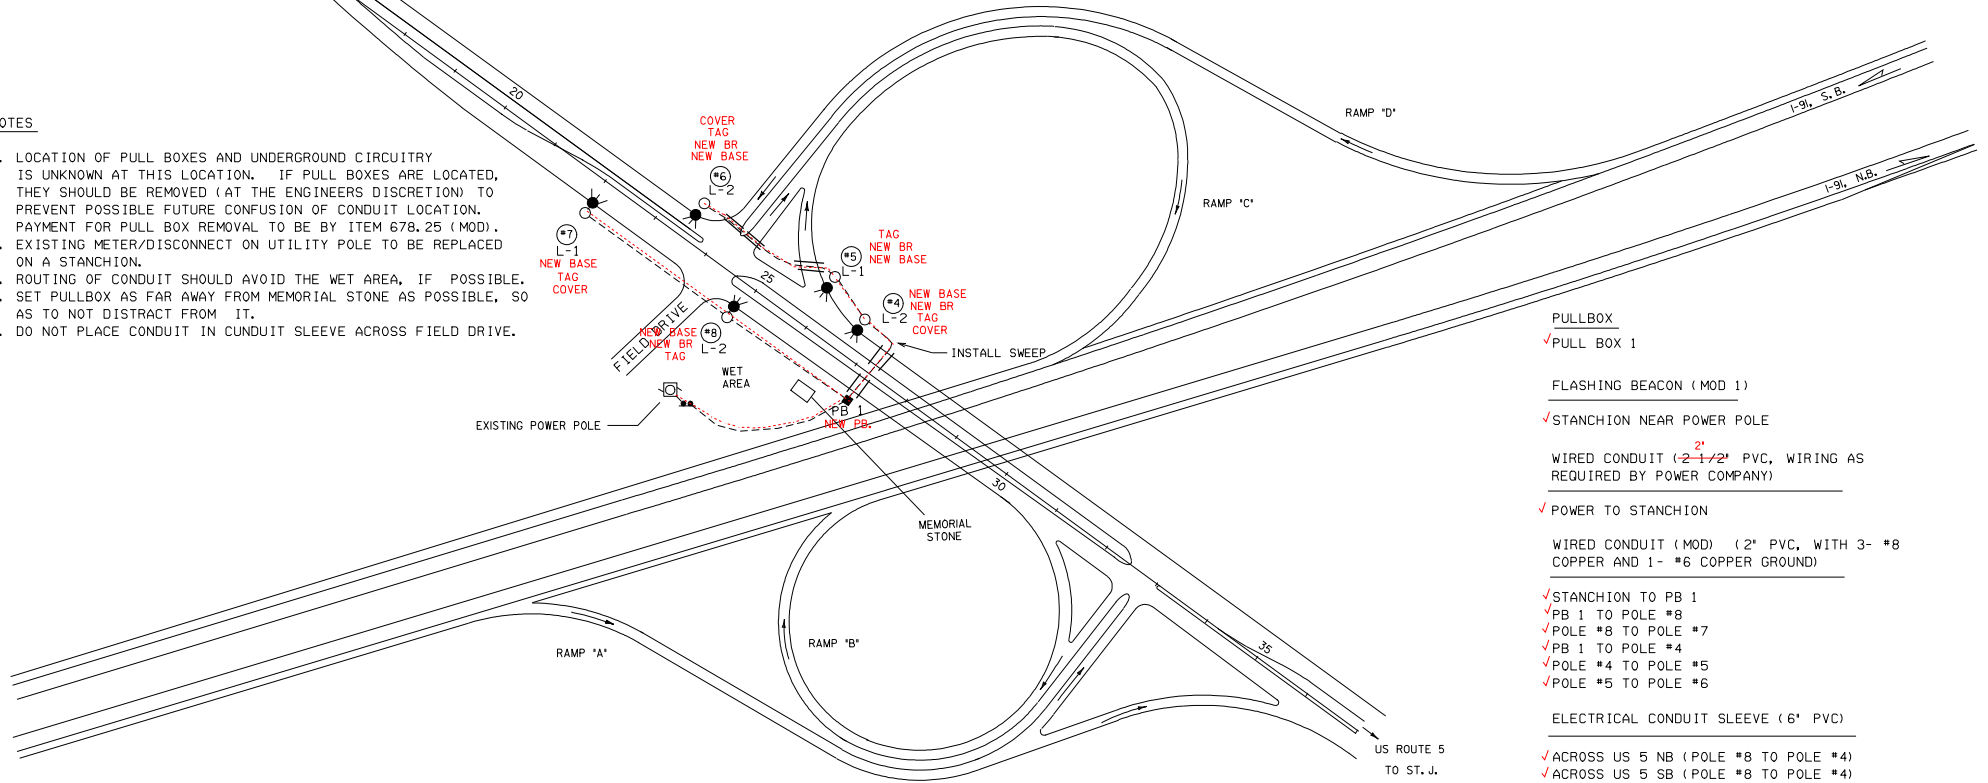 OTES
. LOCATION OF PULL BOXES AND UNDERGROUND CIRCUITRY
IS UNKNOWN AT THIS LOCATION. IF PULL BOXES ARE LOCATED,
THEY SHOULD BE REMOVED (AT THE ENGINEERS DISCRETION) TO
PREVENT POSSIBLE FUTURE CONFUSION OF CONDUIT LOCATION.
PAYMENT FOR PULL BOX REMOVAL TO BE BY ITEM 678.25 (MOD).
. EXISTING METER/DISCONNECT ON UTILITY POLE TO BE REPLACED
ON A STANCHION.
. ROUTING OF CONDUIT SHOULD AVOID THE WET AREA, IF POSSIBLE.
. SET PULLBOX AS FAR AWAY FROM MEMORIAL STONE AS POSSIBLE, SO
AS TO NOT DISTRACT FROM IT.
. DO NOT PLACE CONDUIT IN CUNDUIT SLEEVE ACROSS FIELD DRIVE.
20
COVER
TAG
NEW BR
NEW BASE
#6
L-2
#7
L-1
NEW BASE
TAG
COVER
TAG
NEW BR
NEW BASE
#5
L-1
25
#4
L-2
NEW BASE
NEW BR
TAG
COVER
FIELD DRIVE
NEW BASE
NEW BR
TAG
#8
L-2
WET
AREA
INSTALL SWEEP
PB 1
NEW PB.
EXISTING POWER POLE
MEMORIAL
STONE
30
35
RAMP "D"
RAMP "C"
RAMP "B"
RAMP "A"
I-91, S.B.
I-91, N.B.
US ROUTE 5
TO ST.J.
PULLBOX
√PULL BOX 1
FLASHING BEACON (MOD 1)
√STANCHION NEAR POWER POLE
2"
WIRED CONDUIT (2 1/2" PVC, WIRING AS
REQUIRED BY POWER COMPANY)
√POWER TO STANCHION
WIRED CONDUIT (MOD) (2" PVC, WITH 3- #8
COPPER AND 1- #6 COPPER GROUND)
√STANCHION TO PB 1
√PB 1 TO POLE #8
√POLE #8 TO POLE #7
√PB 1 TO POLE #4
√POLE #4 TO POLE #5
√POLE #5 TO POLE #6
ELECTRICAL CONDUIT SLEEVE (6" PVC)
√ACROSS US 5 NB (POLE #8 TO POLE #4)
√ACROSS US 5 SB (POLE #8 TO POLE #4)